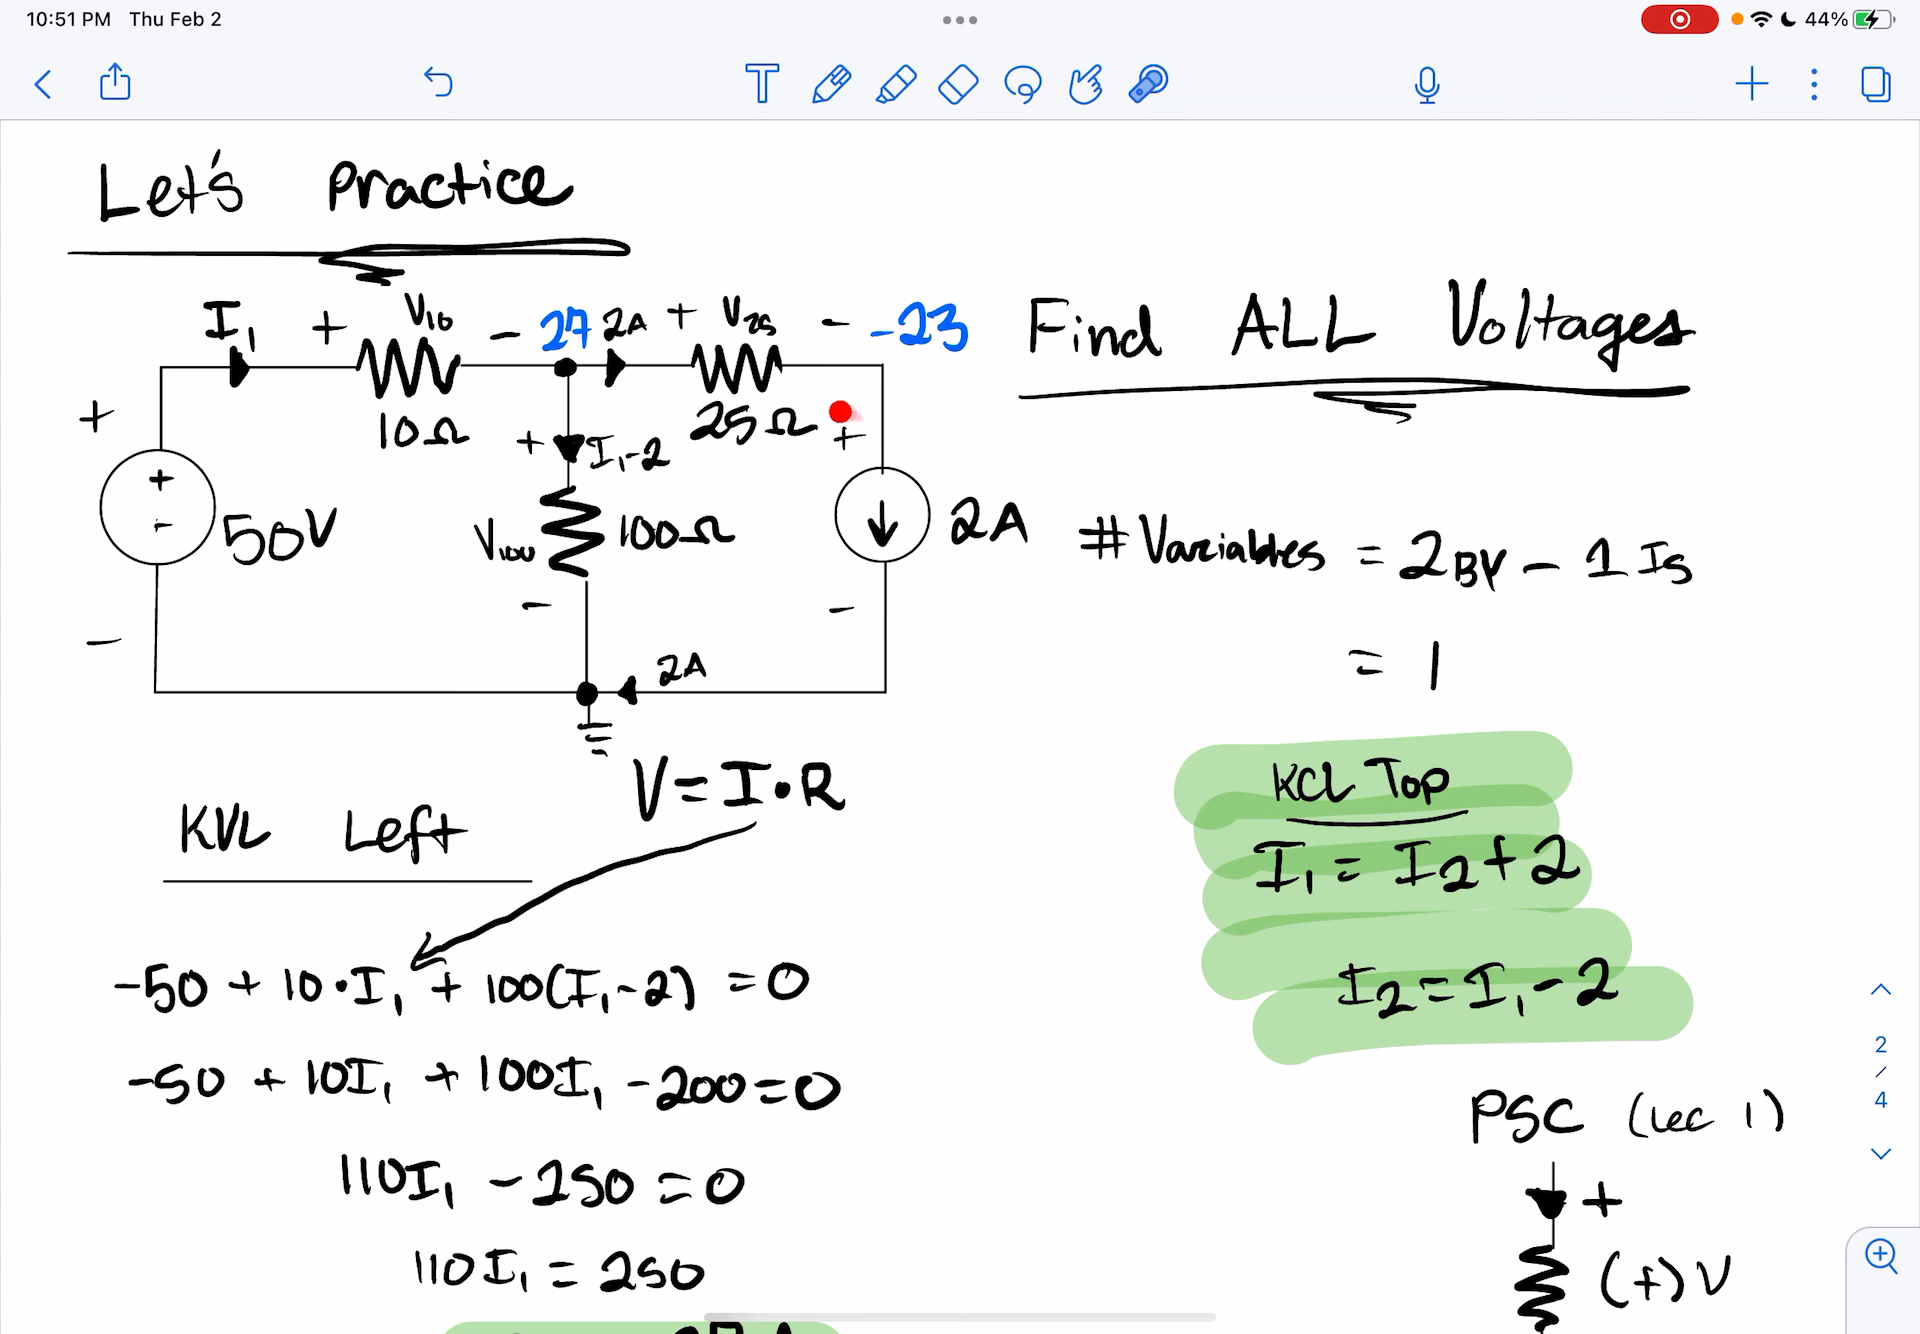 10:51 PM Thu Feb 2
44%
Let's Practice
I₁ + V₁₀ - 27 2A + V₂₅ - -23
Find ALL Voltages
10Ω
25Ω
+
+ I₁-2
+
+
-
50V
V₁₀₀
100Ω
2A
# Variables = 2BV - 1 Is
-
-
-
2A
= 1
V = I • R
KCL Top
KVL Left
I₁ = I₂ + 2
-50 + 10 • I₁ + 100(I₁-2) = 0
I₂ = I₁ - 2
-50 + 10I₁ + 100I₁ - 200 = 0
2
/
4
PSC (Lec 1)
110I₁ - 250 = 0
+
110I₁ = 250
(+) V